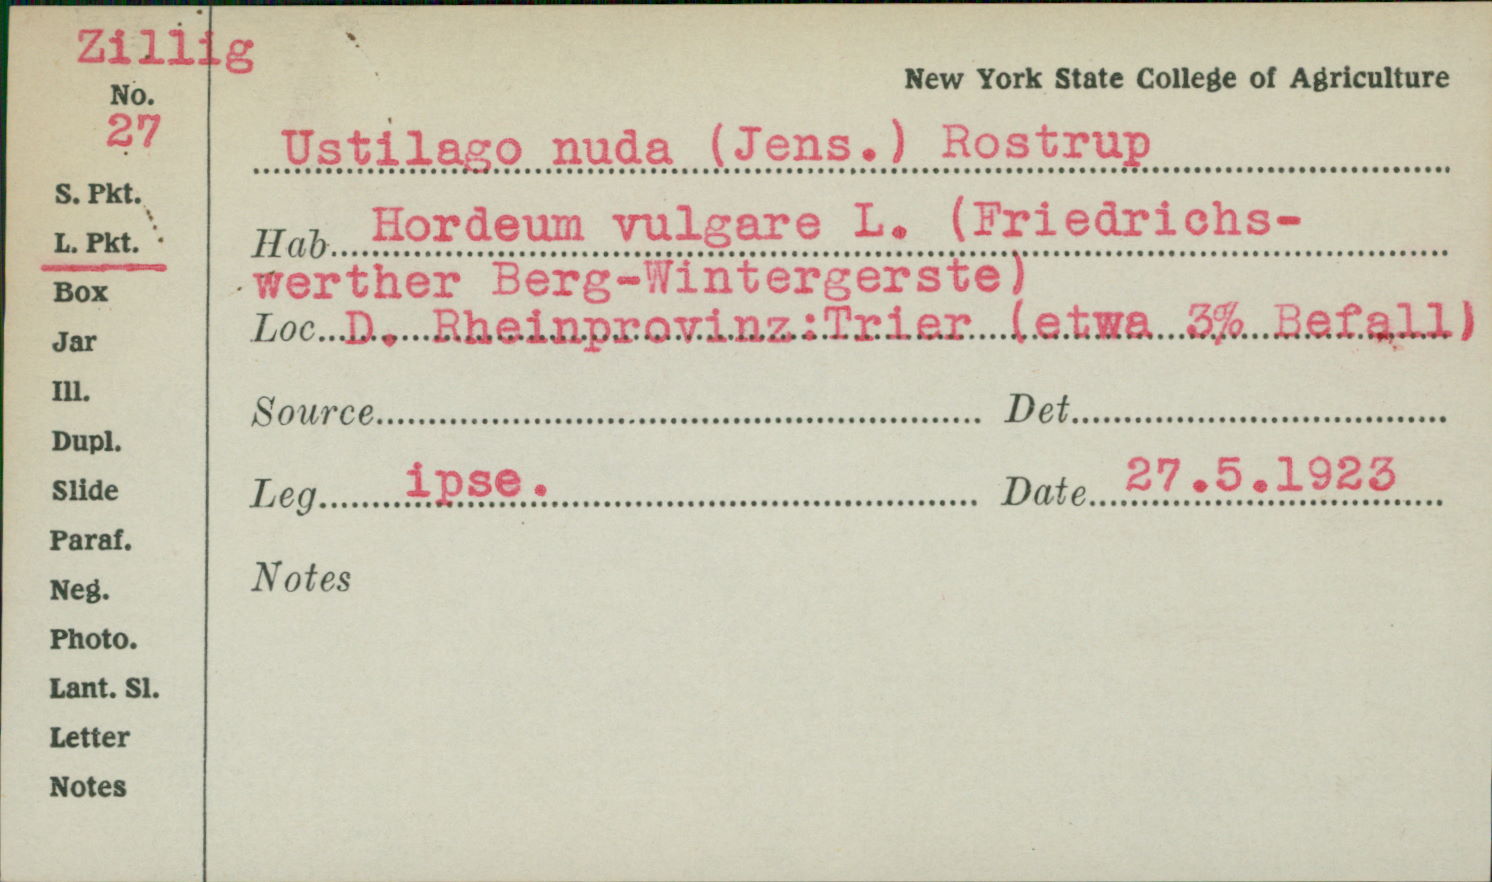 Zillig
No.
27
S. Pkt.
L. Pkt.
Box
Jar
Ill.
Dupl.
Slide
Paraf.
Neg.
Photo.
Lant. Sl.
Letter
Notes
New York State College of Agriculture
Ustilago nuda (Jens.) Rostrup
Hab Hordeum vulgare L. (Friedrichs-
werther Berg-Wintergerste)
Loc D. Rheinprovinz:Trier (etwa 3% Befall)
Source Det
Leg ipse. Date 27.5.1923
Notes